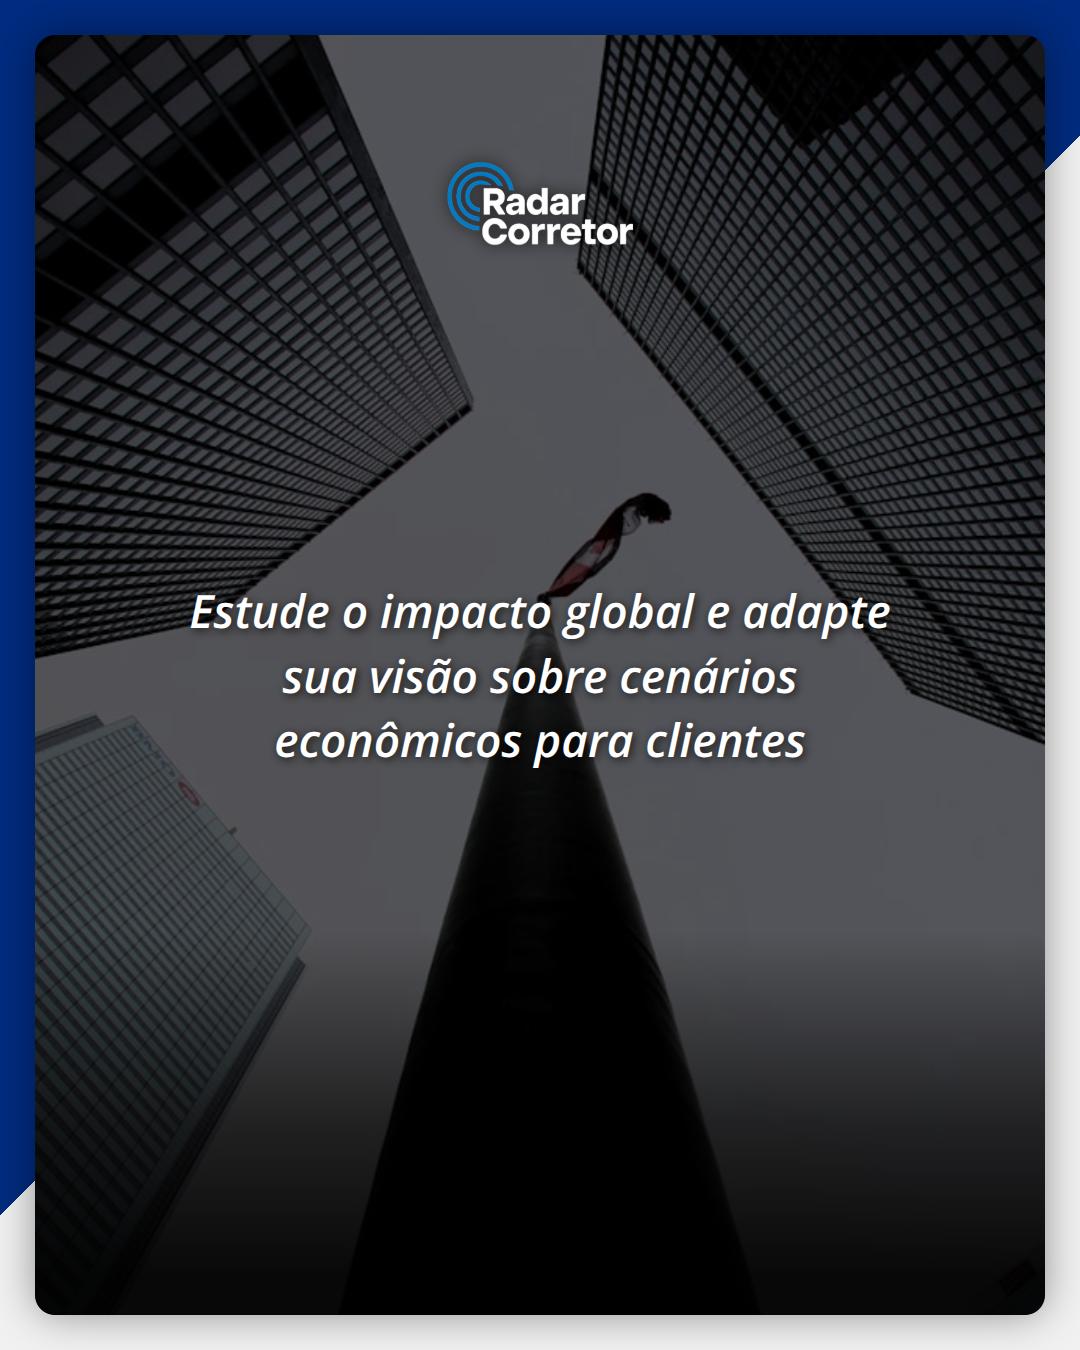 Radar
Corretor
Estude o impacto global e adapte
sua visão sobre cenários
econômicos para clientes